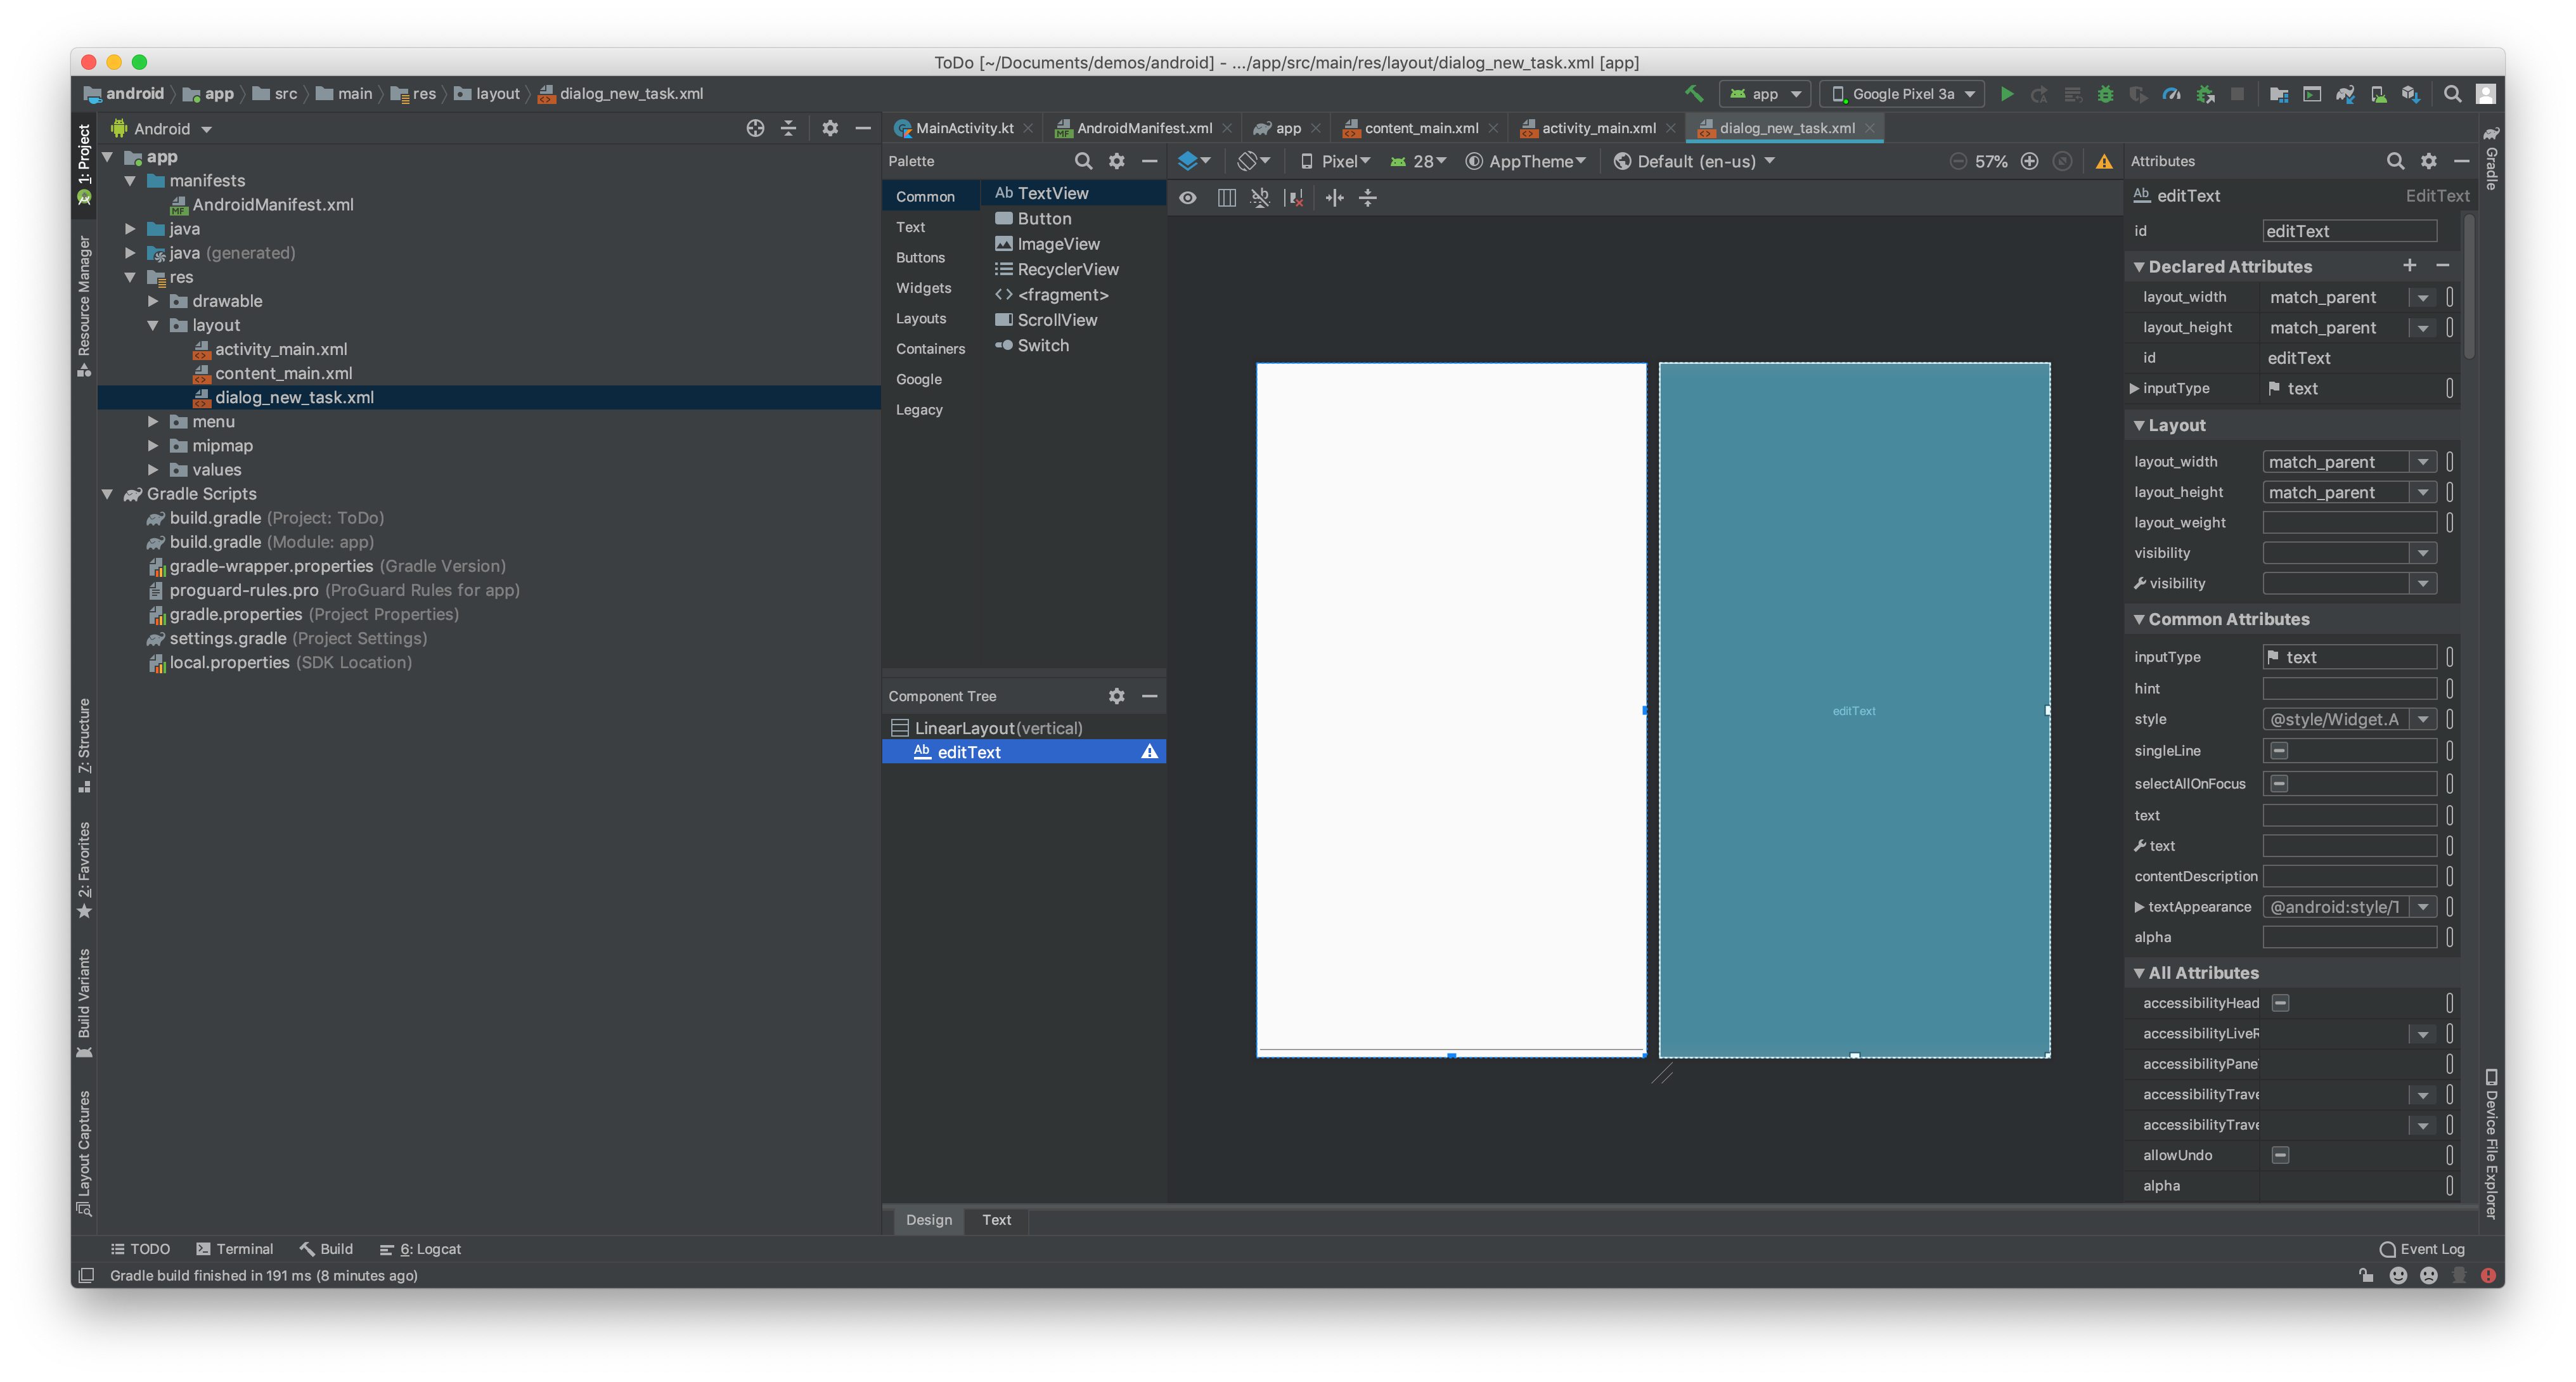 ToDo [~/Documents/demos/android] - .../app/src/main/res/layout/dialog_new_task.xml [app]
android app src main res layout dialog_new_task.xml
app Google Pixel 3a
1: Project
Resource Manager
7: Structure
2: Favorites
Build Variants
Layout Captures
Android
app
manifests
AndroidManifest.xml
java
java (generated)
res
drawable
layout
activity_main.xml
content_main.xml
dialog_new_task.xml
menu
mipmap
values
Gradle Scripts
build.gradle (Project: ToDo)
build.gradle (Module: app)
gradle-wrapper.properties (Gradle Version)
proguard-rules.pro (ProGuard Rules for app)
gradle.properties (Project Properties)
settings.gradle (Project Settings)
local.properties (SDK Location)
MainActivity.kt AndroidManifest.xml app content_main.xml activity_main.xml dialog_new_task.xml
Palette
Common
Text
Buttons
Widgets
Layouts
Containers
Google
Legacy
Ab TextView
Button
ImageView
RecyclerView
<fragment>
ScrollView
Switch
Component Tree
LinearLayout(vertical)
Ab editText
Pixel 28 AppTheme Default (en-us) 57%
editText
Attributes
Ab editText EditText
id editText
Declared Attributes
layout_width match_parent
layout_height match_parent
id editText
inputType text
Layout
layout_width match_parent
layout_height match_parent
layout_weight
visibility
visibility
Common Attributes
inputType text
hint
style @style/Widget.A
singleLine
selectAllOnFocus
text
text
contentDescription
textAppearance @android:style/T
alpha
All Attributes
accessibilityHead
accessibilityLiveR
accessibilityPane
accessibilityTrave
accessibilityTrave
allowUndo
alpha
Gradle
Device File Explorer
Design Text
TODO Terminal Build 6: Logcat Event Log
Gradle build finished in 191 ms (8 minutes ago)